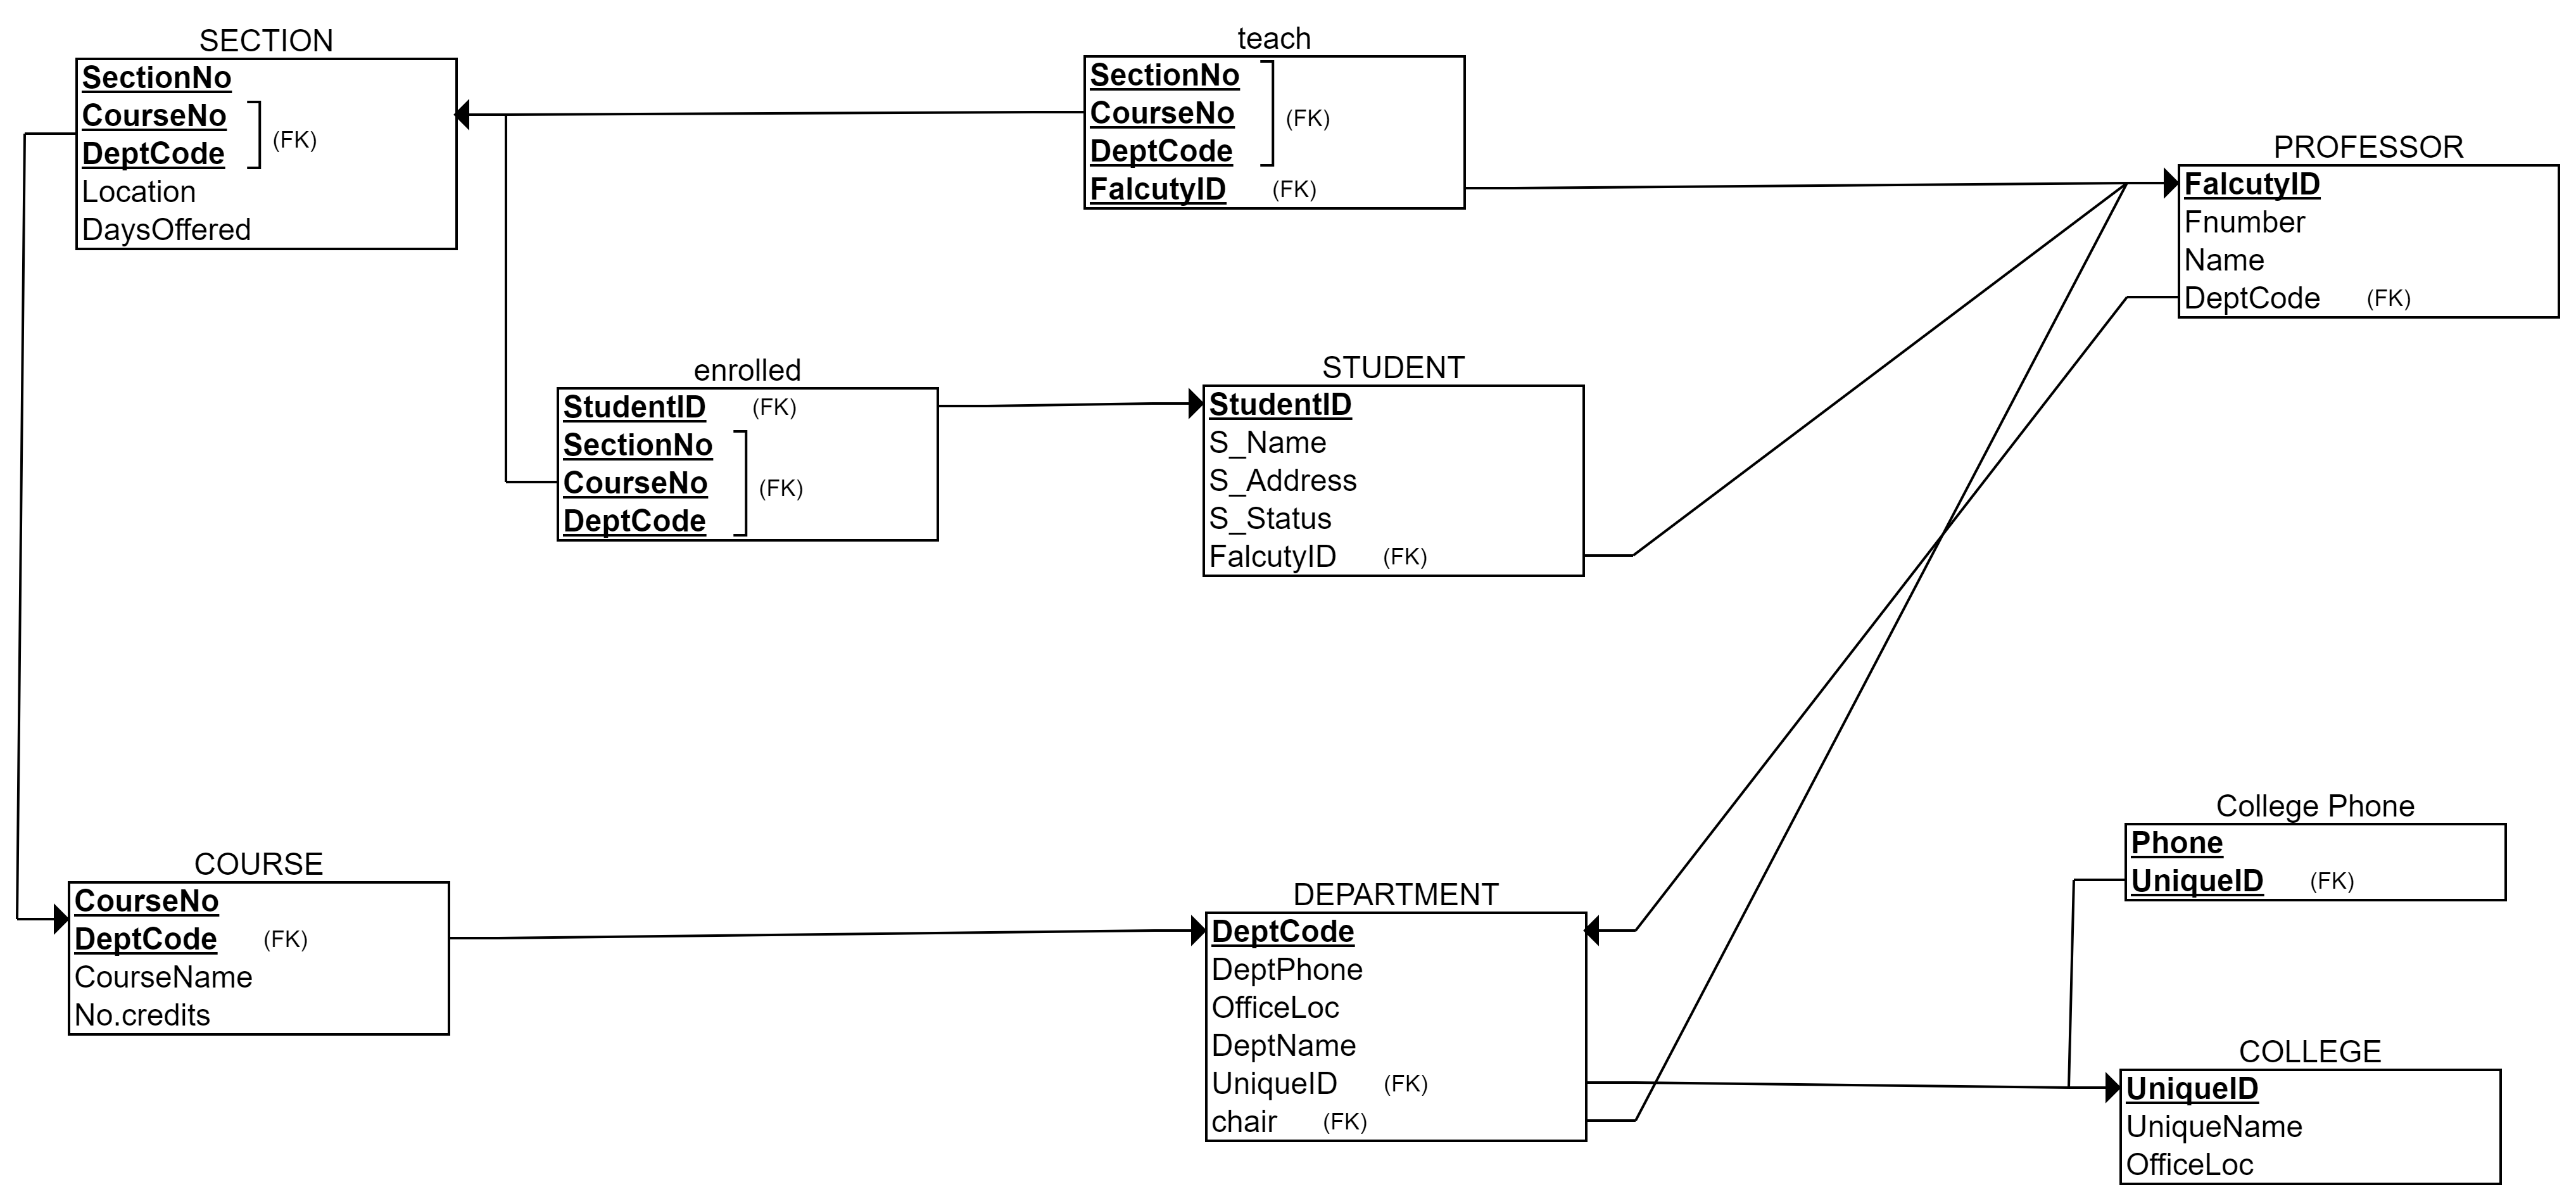 SECTION
SectionNo
CourseNo
DeptCode
(FK)
Location
DaysOffered
teach
SectionNo
CourseNo
DeptCode
(FK)
FalcutyID (FK)
PROFESSOR
FalcutyID
Fnumber
Name
DeptCode (FK)
enrolled
StudentID (FK)
SectionNo
CourseNo
DeptCode
(FK)
STUDENT
StudentID
S_Name
S_Address
S_Status
FalcutyID (FK)
COURSE
CourseNo
DeptCode (FK)
CourseName
No.credits
DEPARTMENT
DeptCode
DeptPhone
OfficeLoc
DeptName
UniqueID (FK)
chair (FK)
College Phone
Phone
UniqueID (FK)
COLLEGE
UniqueID
UniqueName
OfficeLoc